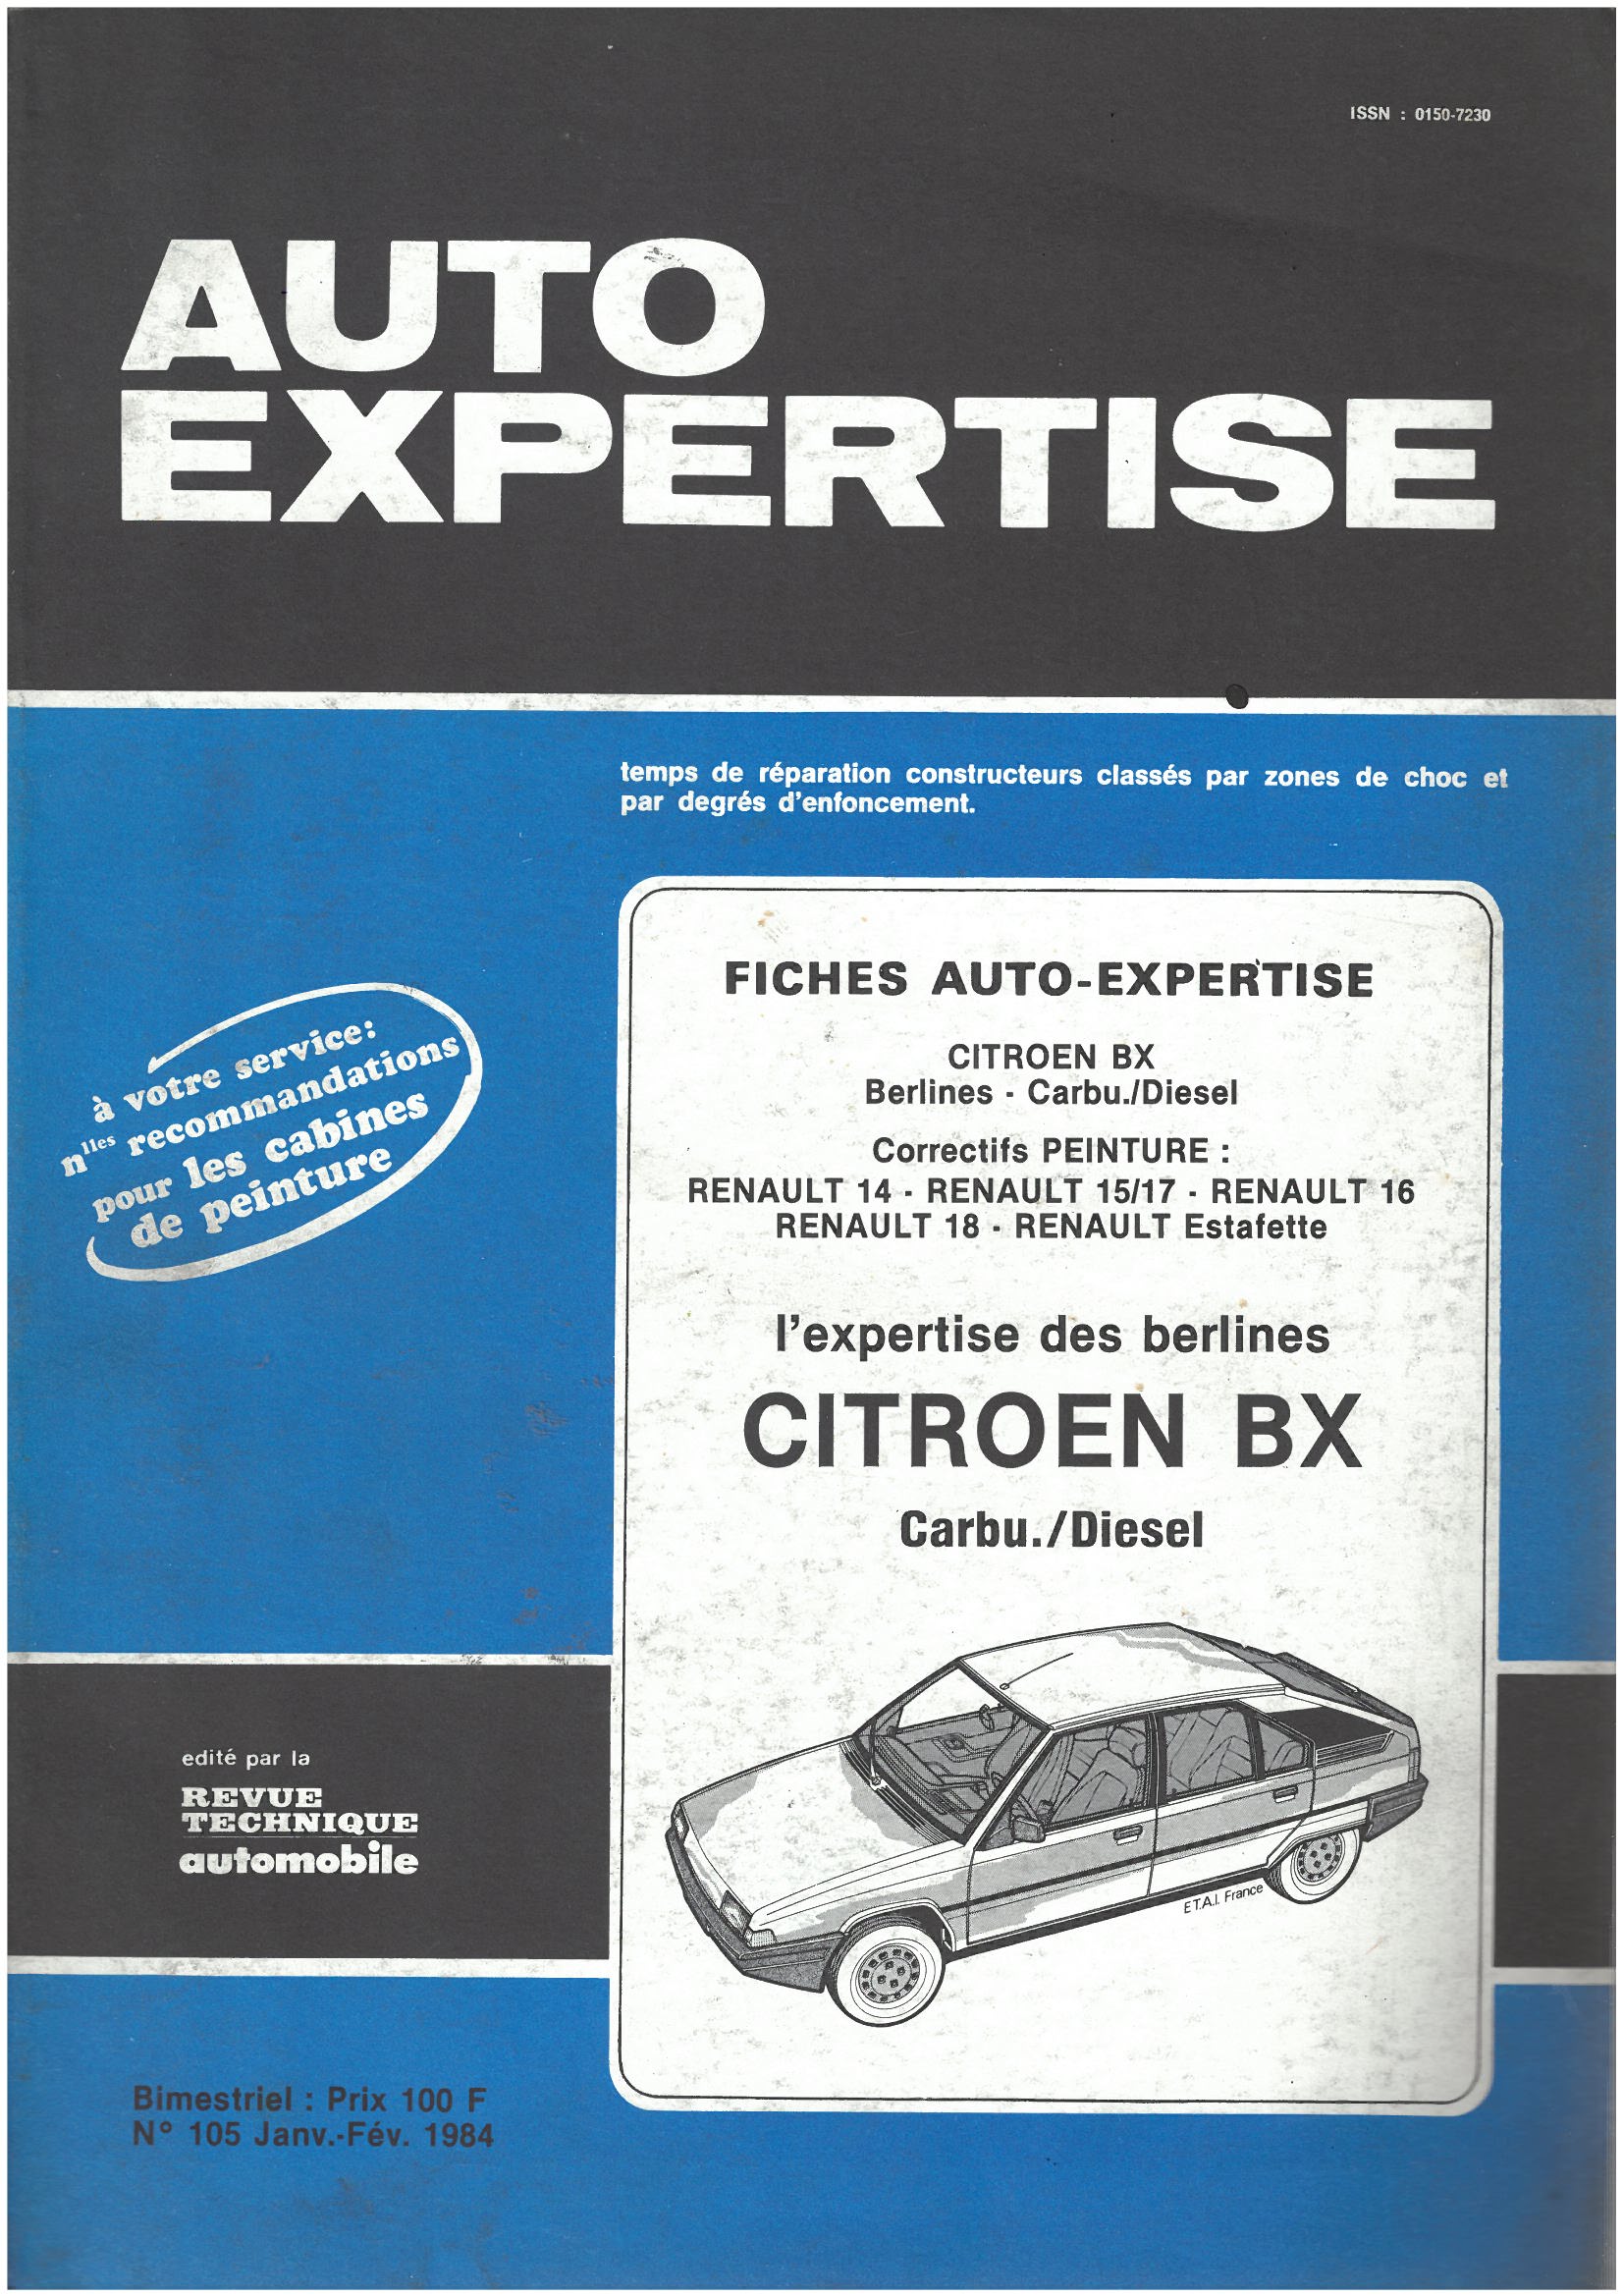 ISSN : 0150-7230
AUTO
EXPERTISE
temps de réparation constructeurs classés par zones de choc et
par degrés d'enfoncement.
à votre service:
nlles recommandations
pour les cabines
de peinture
FICHES AUTO-EXPERTISE
CITROEN BX
Berlines - Carbu./Diesel
Correctifs PEINTURE :
RENAULT 14 - RENAULT 15/17 - RENAULT 16
RENAULT 18 - RENAULT Estafette
l'expertise des berlines
CITROEN BX
Carbu./Diesel
E.T.A.I. France
edité par la
REVUE
TECHNIQUE
automobile
Bimestriel : Prix 100 F
N° 105 Janv.-Fév. 1984